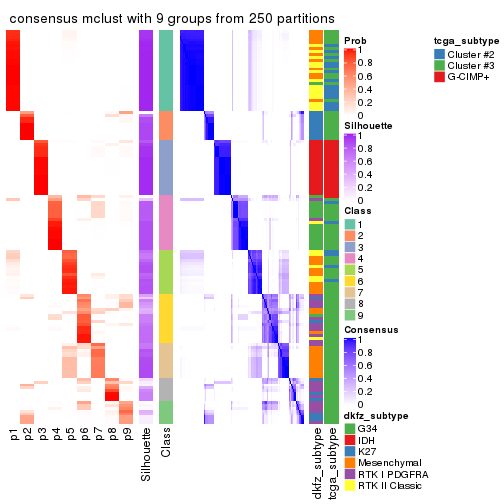 consensus mclust with 9 groups from 250 partitions
Prob
1
0.8
0.6
0.4
0.2
0
Silhouette
1
0.8
0.6
0.4
0.2
0
Class
1
2
3
4
5
6
7
8
9
Consensus
1
0.8
0.6
0.4
0.2
0
dkfz_subtype
G34
IDH
K27
Mesenchymal
RTK I PDGFRA
RTK II Classic
tcga_subtype
Cluster #2
Cluster #3
G-CIMP+
p1
p2
p3
p4
p5
p6
p7
p8
p9
Silhouette
Class
dkfz_subtype
tcga_subtype